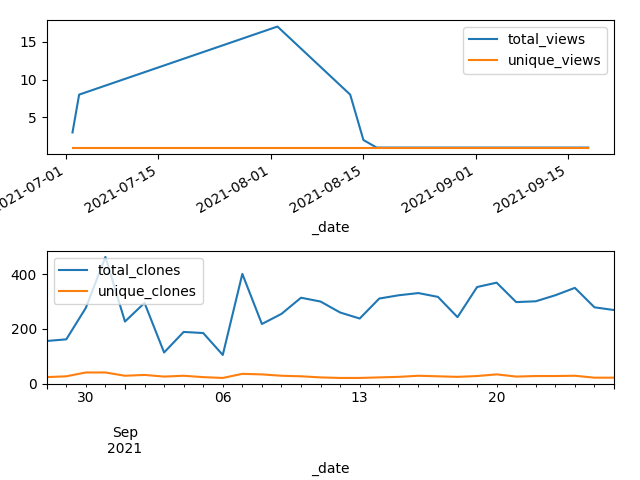 15
10
5
total_views
unique_views
2021-07-01
2021-07-15
2021-08-01
2021-08-15
2021-09-01
2021-09-15
_date
400
200
0
total_clones
unique_clones
30
06
13
20
Sep
2021
_date